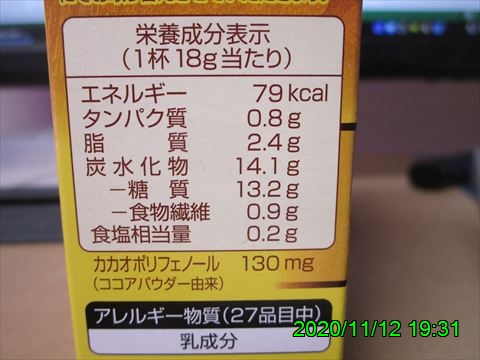 栄養成分表示
(1杯18g当たり)
エネルギー 79kcal
タンパク質 0.8g
脂質 2.4g
炭水化物 14.1g
－糖質 13.2g
－食物繊維 0.9g
食塩相当量 0.2g
カカオポリフェノール 130mg
(ココアパウダー由来)
アレルギー物質(27品目中)
乳成分
2020/11/12 19:31